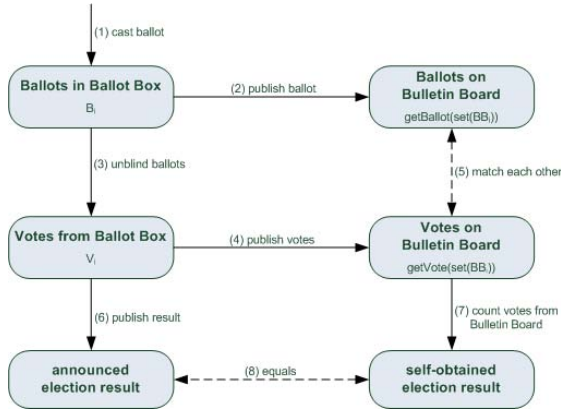 (1) cast ballot
Ballots in Ballot Box
Bᵢ
(2) publish ballot
Ballots on
Bulletin Board
getBallot(set(BBᵢ))
(3) unblind ballots
(5) match each other
Votes from Ballot Box
Vᵢ
(4) publish votes
Votes on
Bulletin Board
getVote(set(BBᵢ))
(6) publish result
(7) count votes from
Bulletin Board
announced
election result
(8) equals
self-obtained
election result